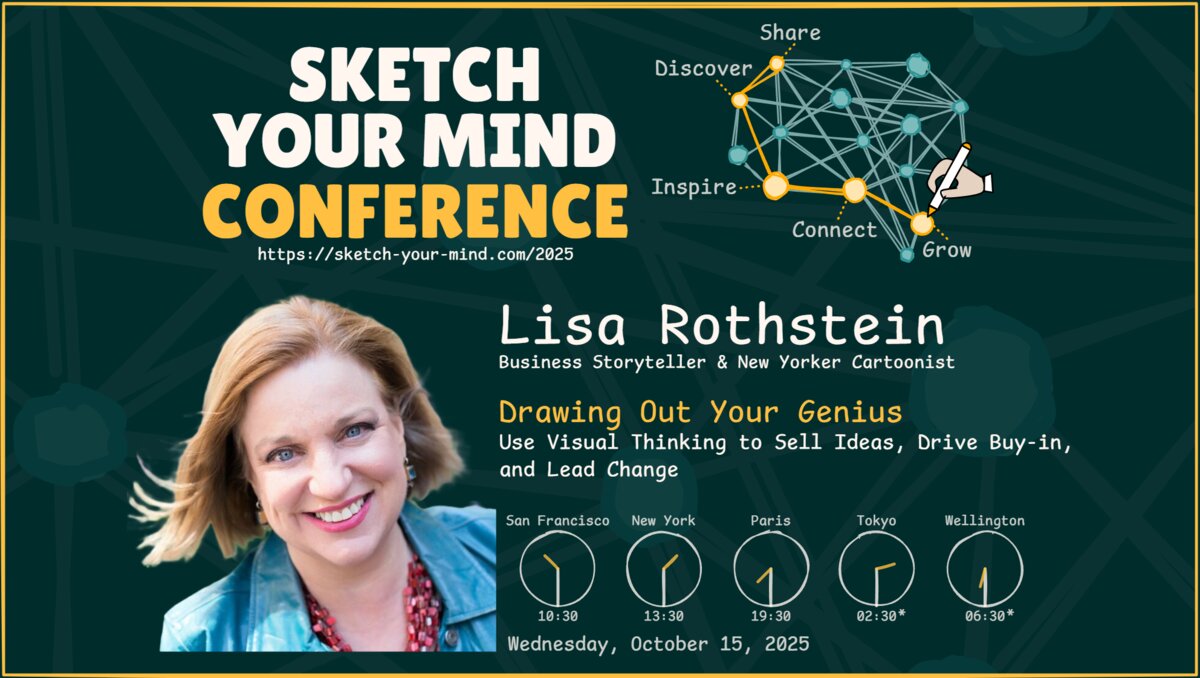 SKETCH
YOUR MIND
CONFERENCE
https://sketch-your-mind.com/2025
Share
Discover
Inspire
Connect
Grow
Lisa Rothstein
Business Storyteller & New Yorker Cartoonist
Drawing Out Your Genius
Use Visual Thinking to Sell Ideas, Drive Buy-in,
and Lead Change
San Francisco New York Paris Tokyo Wellington
10:30 13:30 19:30 02:30* 06:30*
Wednesday, October 15, 2025